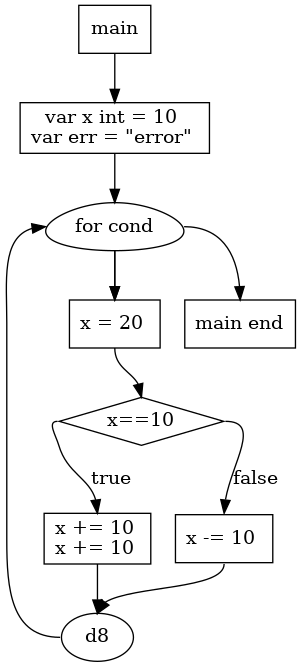 main
var x int = 10
var err = "error"
for cond
x = 20
main end
x==10
true
false
x += 10
x += 10
x -= 10
d8